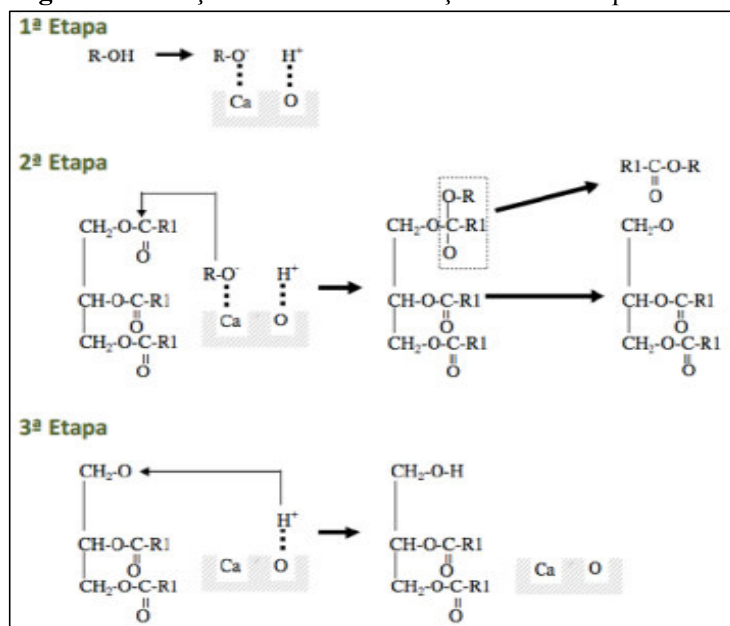 1ª Etapa
R-OH R-O- H+
Ca O
2ª Etapa
R1-C-O-R
O
O-R
CH2-O-C-R1 CH2-O-C-R1 CH2-O
O O
R-O- H+
CH-O-C-R1 Ca O CH-O-C-R1 CH-O-C-R1
O O O
CH2-O-C-R1 CH2-O-C-R1 CH2-O-C-R1
O O O
3ª Etapa
CH2-O CH2-O-H
H+
CH-O-C-R1 Ca O CH-O-C-R1 Ca O
O O
CH2-O-C-R1 CH2-O-C-R1
O O